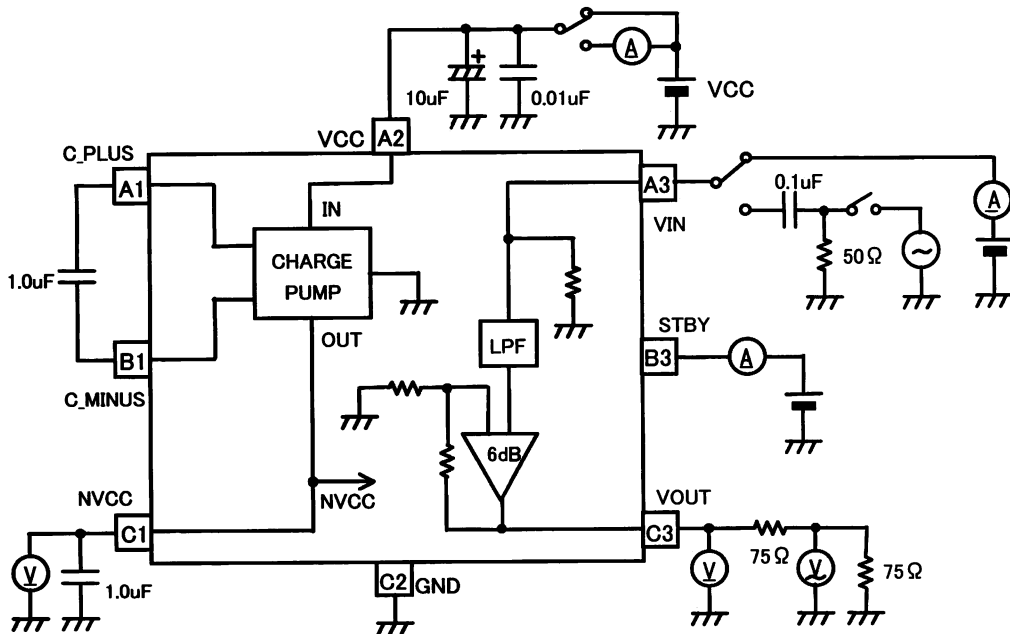 A
VCC
10uF
+
0.01uF
VCC
A2
C_PLUS
A1
A3
VIN
0.1uF
A
50Ω
~
IN
CHARGE
PUMP
OUT
1.0uF
LPF
STBY
B3
A
B1
C_MINUS
6dB
NVCC
NVCC
C1
VOUT
C3
V
1.0uF
C2
GND
V
75Ω
V
75Ω